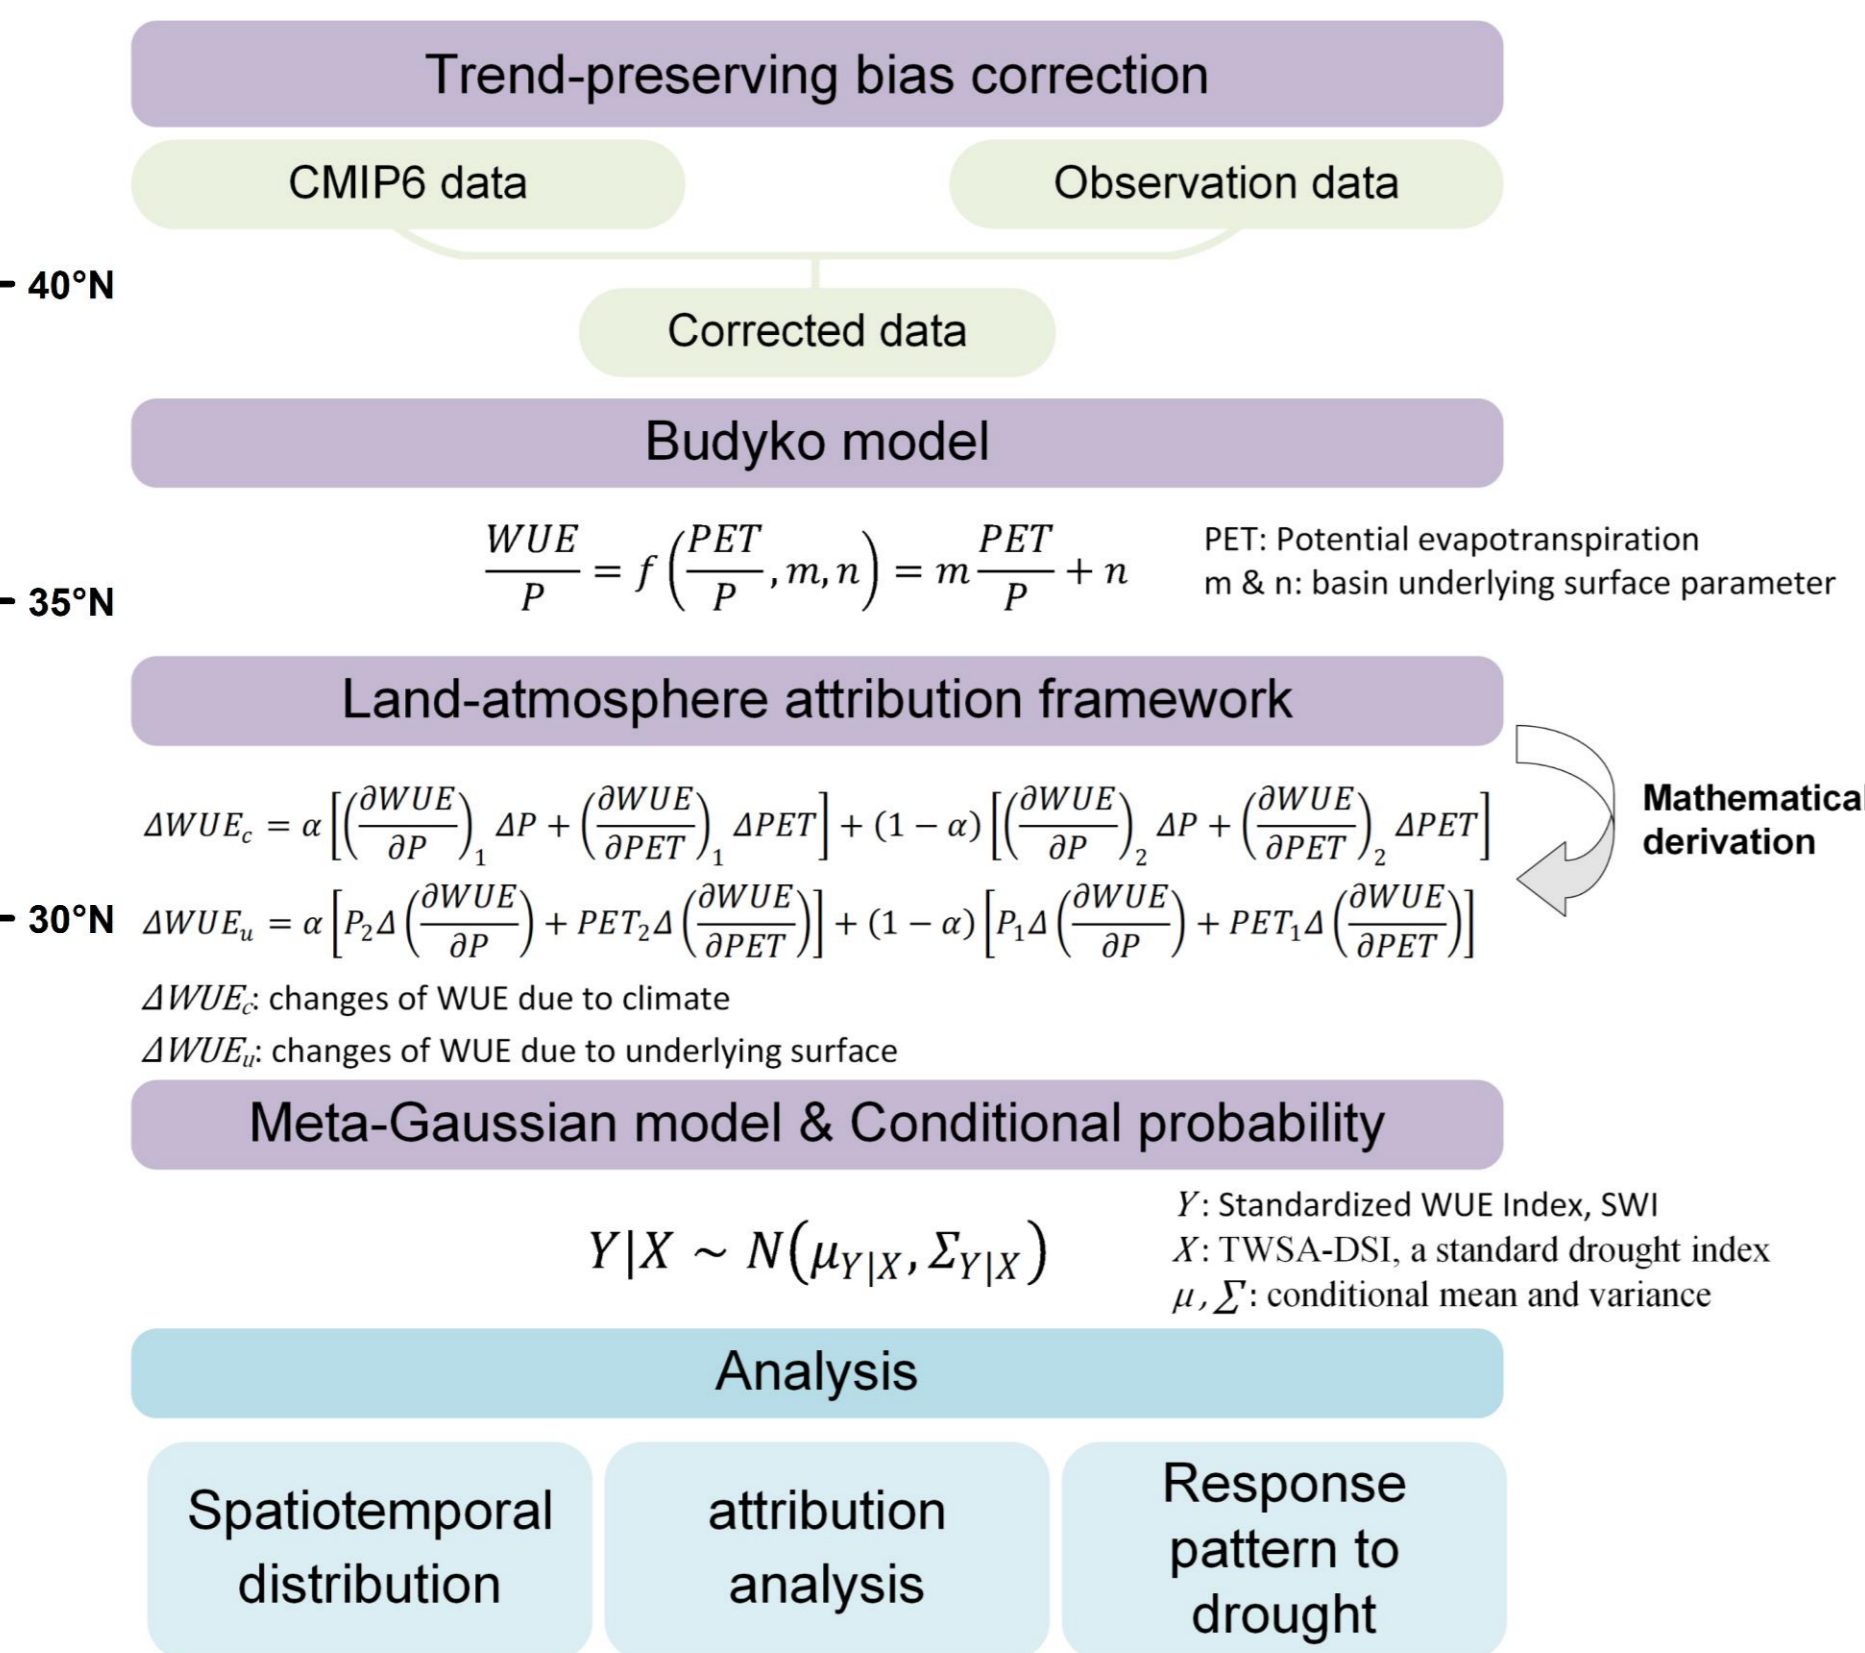 Trend-preserving bias correction
CMIP6 data
Observation data
40°N
Corrected data
Budyko model
WUE/P = f(PET/P, m, n) = m PET/P + n
PET: Potential evapotranspiration
m & n: basin underlying surface parameter
35°N
Land-atmosphere attribution framework
ΔWUE_c = α[(∂WUE/∂P)_1 ΔP + (∂WUE/∂PET)_1 ΔPET] + (1 − α)[(∂WUE/∂P)_2 ΔP + (∂WUE/∂PET)_2 ΔPET]
Mathematical
derivation
30°N
ΔWUE_u = α[P_2Δ(∂WUE/∂P) + PET_2Δ(∂WUE/∂PET)] + (1 − α)[P_1Δ(∂WUE/∂P) + PET_1Δ(∂WUE/∂PET)]
ΔWUE_c: changes of WUE due to climate
ΔWUE_u: changes of WUE due to underlying surface
Meta-Gaussian model & Conditional probability
Y|X ~ N(μ_Y|X, Σ_Y|X)
Y: Standardized WUE Index, SWI
X: TWSA-DSI, a standard drought index
μ, Σ: conditional mean and variance
Analysis
Spatiotemporal
distribution
attribution
analysis
Response
pattern to
drought